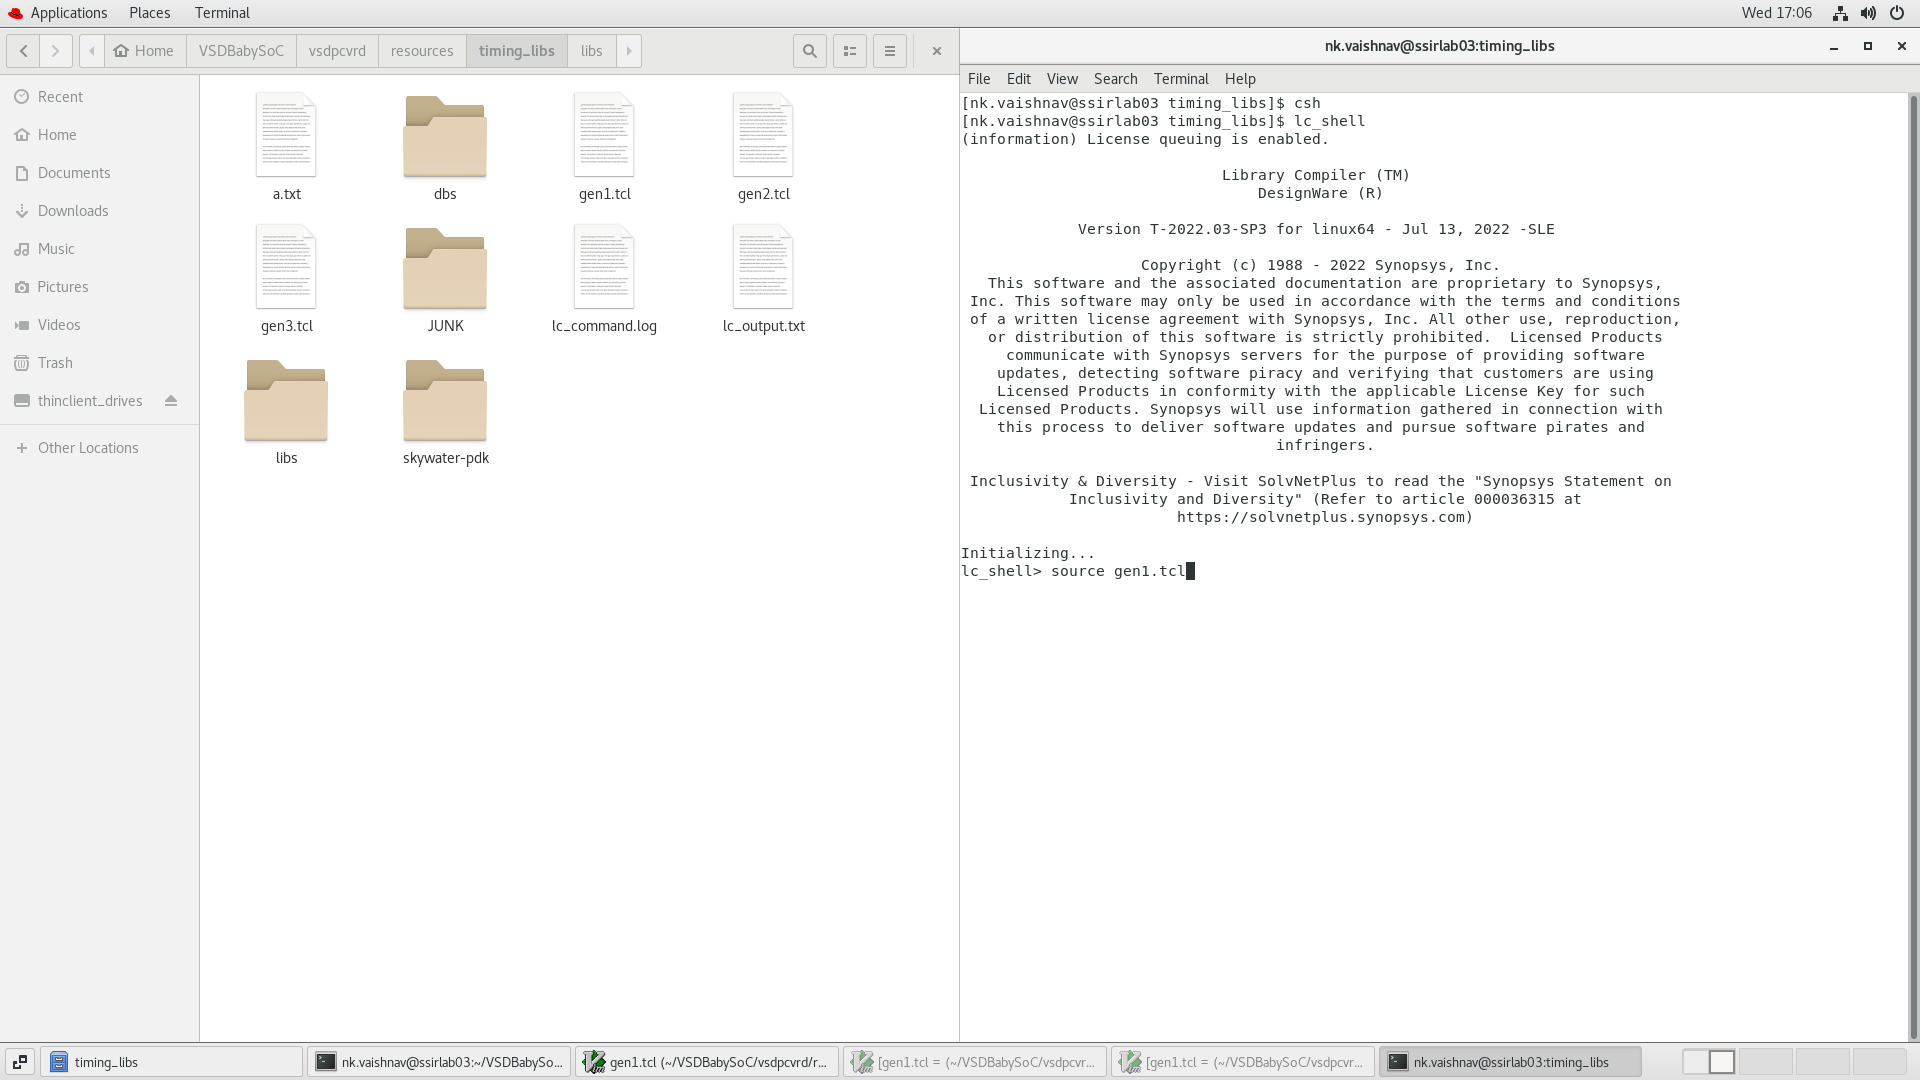 Applications Places Terminal
Wed 17:06
Home VSDBabySoC vsdpcvrd resources timing_libs libs
Recent
Home
Documents
Downloads
Music
Pictures
Videos
Trash
thinclient_drives
Other Locations
a.txt dbs gen1.tcl gen2.tcl
gen3.tcl JUNK lc_command.log lc_output.txt
libs skywater-pdk
nk.vaishnav@ssirlab03:timing_libs
File Edit View Search Terminal Help
[nk.vaishnav@ssirlab03 timing_libs]$ csh
[nk.vaishnav@ssirlab03 timing_libs]$ lc_shell
(information) License queuing is enabled.
Library Compiler (TM)
DesignWare (R)
Version T-2022.03-SP3 for linux64 - Jul 13, 2022 -SLE
Copyright (c) 1988 - 2022 Synopsys, Inc.
This software and the associated documentation are proprietary to Synopsys,
Inc. This software may only be used in accordance with the terms and conditions
of a written license agreement with Synopsys, Inc. All other use, reproduction,
or distribution of this software is strictly prohibited.  Licensed Products
communicate with Synopsys servers for the purpose of providing software
updates, detecting software piracy and verifying that customers are using
Licensed Products in conformity with the applicable License Key for such
Licensed Products. Synopsys will use information gathered in connection with
this process to deliver software updates and pursue software pirates and
infringers.
Inclusivity & Diversity - Visit SolvNetPlus to read the "Synopsys Statement on
Inclusivity and Diversity" (Refer to article 000036315 at
https://solvnetplus.synopsys.com)
Initializing...
lc_shell> source gen1.tcl
timing_libs
nk.vaishnav@ssirlab03:~/VSDBabySo...
gen1.tcl (~/VSDBabySoC/vsdpcvrd/r...
[gen1.tcl = (~/VSDBabySoC/vsdpcvr...
[gen1.tcl = (~/VSDBabySoC/vsdpcvr...
nk.vaishnav@ssirlab03:timing_libs